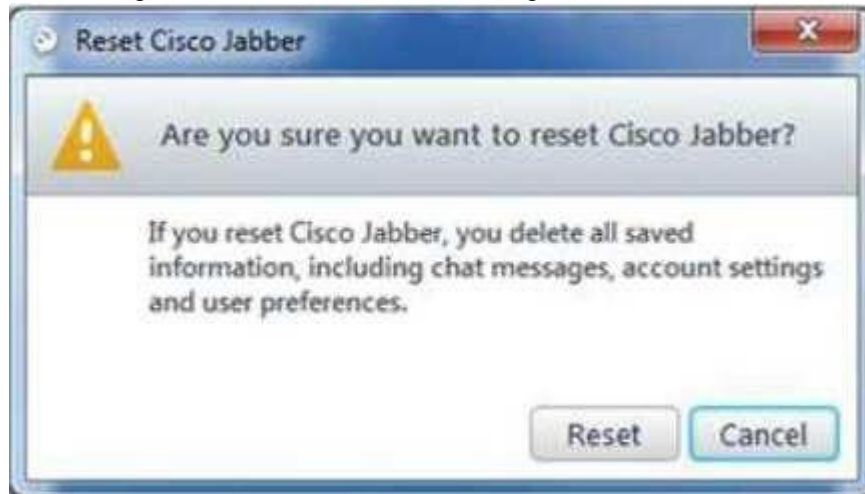 Reset Cisco Jabber
Are you sure you want to reset Cisco Jabber?
If you reset Cisco Jabber, you delete all saved
information, including chat messages, account settings
and user preferences.
Reset Cancel